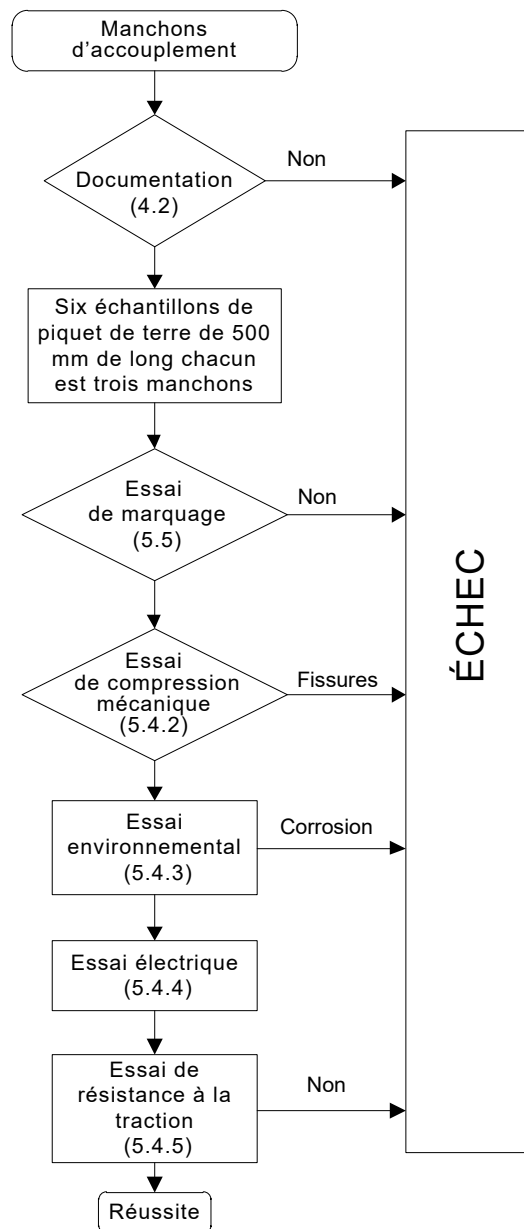 Manchons
d'accouplement
Non
Documentation
(4.2)
Six échantillons de
piquet de terre de 500
mm de long chacun
est trois manchons
Essai
de marquage
(5.5)
Non
Essai
de compression
mécanique
(5.4.2)
Fissures
Essai
environnemental
(5.4.3)
Corrosion
Essai électrique
(5.4.4)
Essai de
résistance à la
traction
(5.4.5)
Non
Réussite
ÉCHEC